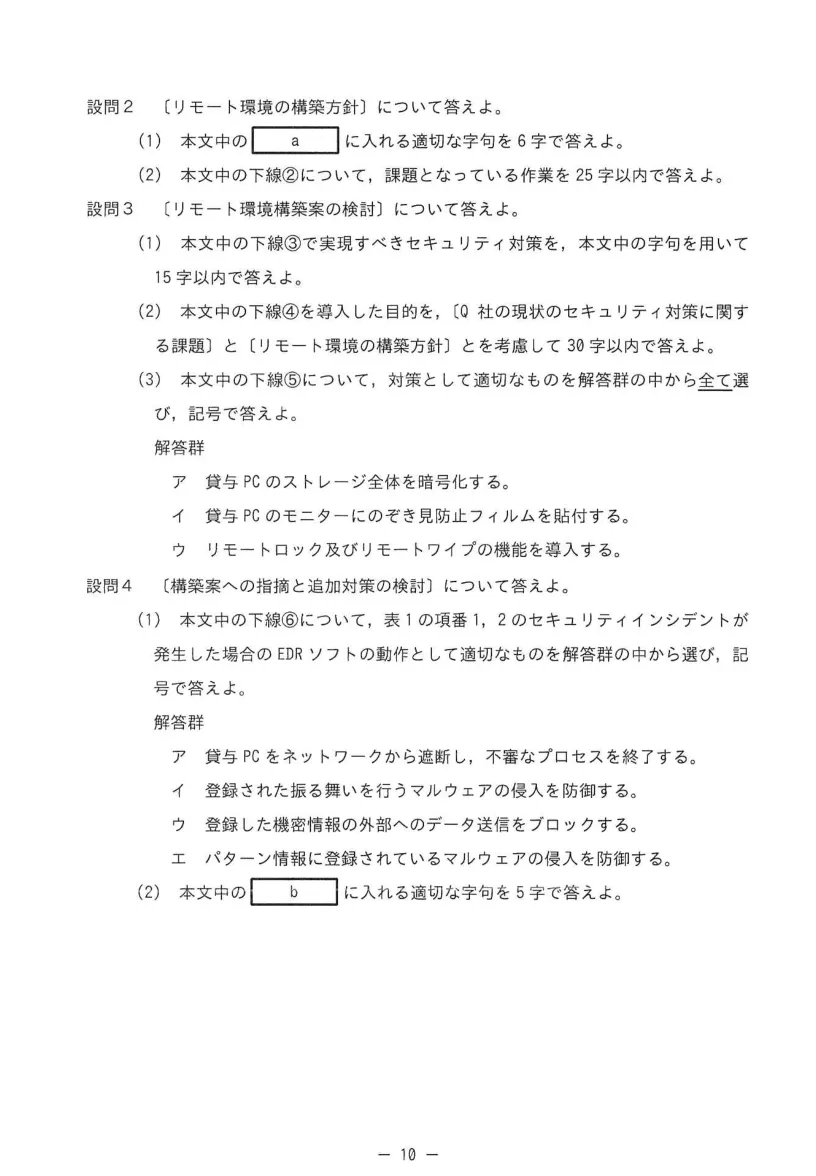 設問2 〔リモート環境の構築方針〕について答えよ。
(1) 本文中の a に入れる適切な字句を6字で答えよ。
(2) 本文中の下線②について，課題となっている作業を25字以内で答えよ。
設問3 〔リモート環境構築案の検討〕について答えよ。
(1) 本文中の下線③で実現すべきセキュリティ対策を，本文中の字句を用いて
15字以内で答えよ。
(2) 本文中の下線④を導入した目的を，〔Q 社の現状のセキュリティ対策に関す
る課題〕と〔リモート環境の構築方針〕とを考慮して30字以内で答えよ。
(3) 本文中の下線⑤について，対策として適切なものを解答群の中から全て選
び，記号で答えよ。
解答群
ア 貸与PCのストレージ全体を暗号化する。
イ 貸与PCのモニターにのぞき見防止フィルムを貼付する。
ウ リモートロック及びリモートワイプの機能を導入する。
設問4 〔構築案への指摘と追加対策の検討〕について答えよ。
(1) 本文中の下線⑥について，表1の項番1，2のセキュリティインシデントが
発生した場合のEDRソフトの動作として適切なものを解答群の中から選び，記
号で答えよ。
解答群
ア 貸与PCをネットワークから遮断し，不審なプロセスを終了する。
イ 登録された振る舞いを行うマルウェアの侵入を防御する。
ウ 登録した機密情報の外部へのデータ送信をブロックする。
エ パターン情報に登録されているマルウェアの侵入を防御する。
(2) 本文中の b に入れる適切な字句を5字で答えよ。
― 10 ―